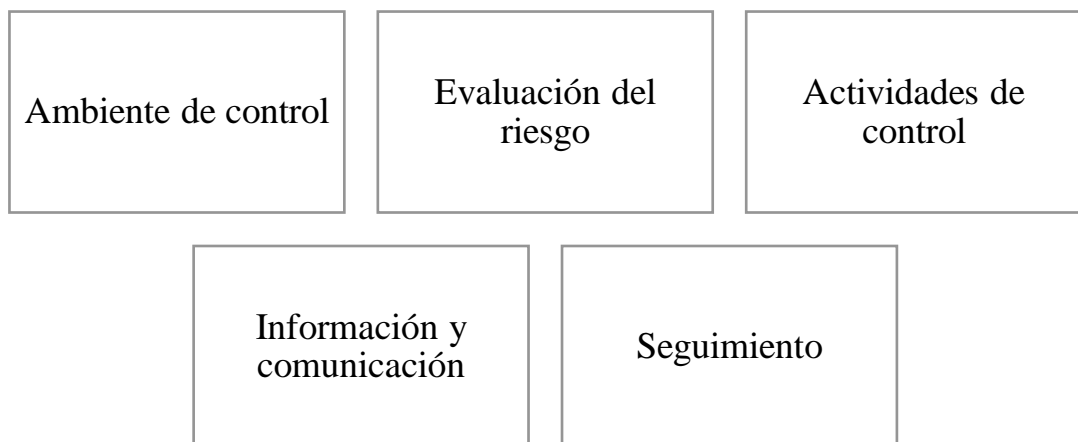 Ambiente de control
Evaluación del
riesgo
Actividades de
control
Información y
comunicación
Seguimiento